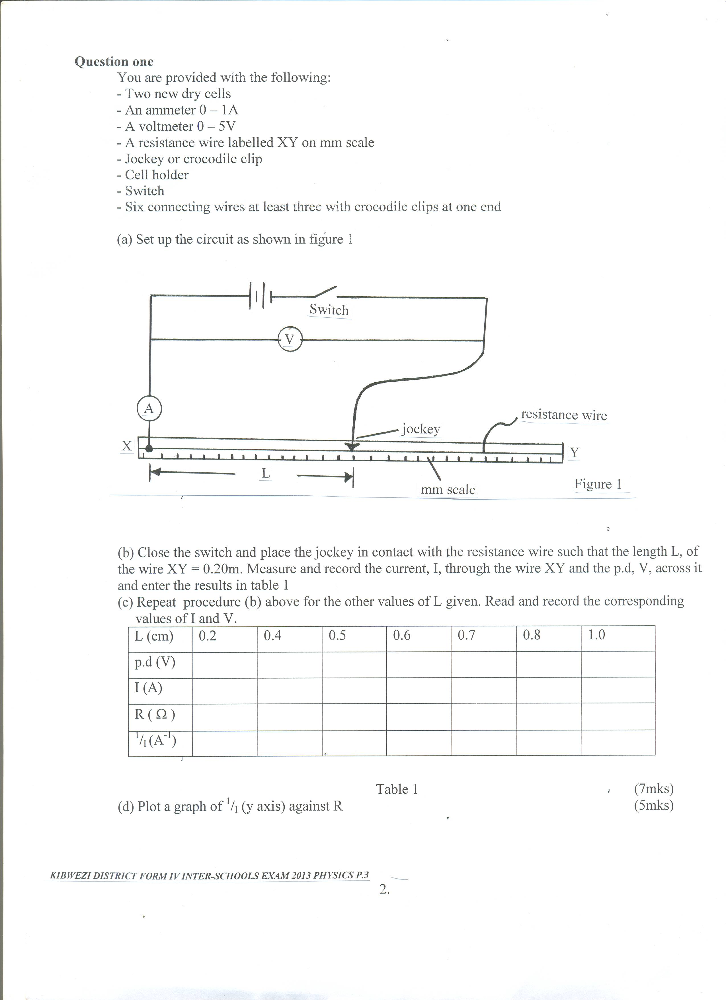 Question one
You are provided with the following:
- Two new dry cells
- An ammeter 0 – 1A
- A voltmeter 0 – 5V
- A resistance wire labelled XY on mm scale
- Jockey or crocodile clip
- Cell holder
- Switch
- Six connecting wires at least three with crocodile clips at one end
(a) Set up the circuit as shown in figure 1
Switch
V
A
resistance wire
jockey
X
Y
L
mm scale
Figure 1
(b) Close the switch and place the jockey in contact with the resistance wire such that the length L, of
the wire XY = 0.20m. Measure and record the current, I, through the wire XY and the p.d, V, across it
and enter the results in table 1
(c) Repeat procedure (b) above for the other values of L given. Read and record the corresponding
values of I and V.
L (cm) 0.2 0.4 0.5 0.6 0.7 0.8 1.0
p.d (V)
I (A)
R ( Ω )
¹/I (A⁻¹)
Table 1 (7mks)
(d) Plot a graph of ¹/I (y axis) against R (5mks)
KIBWEZI DISTRICT FORM IV INTER-SCHOOLS EXAM 2013 PHYSICS P.3
2.